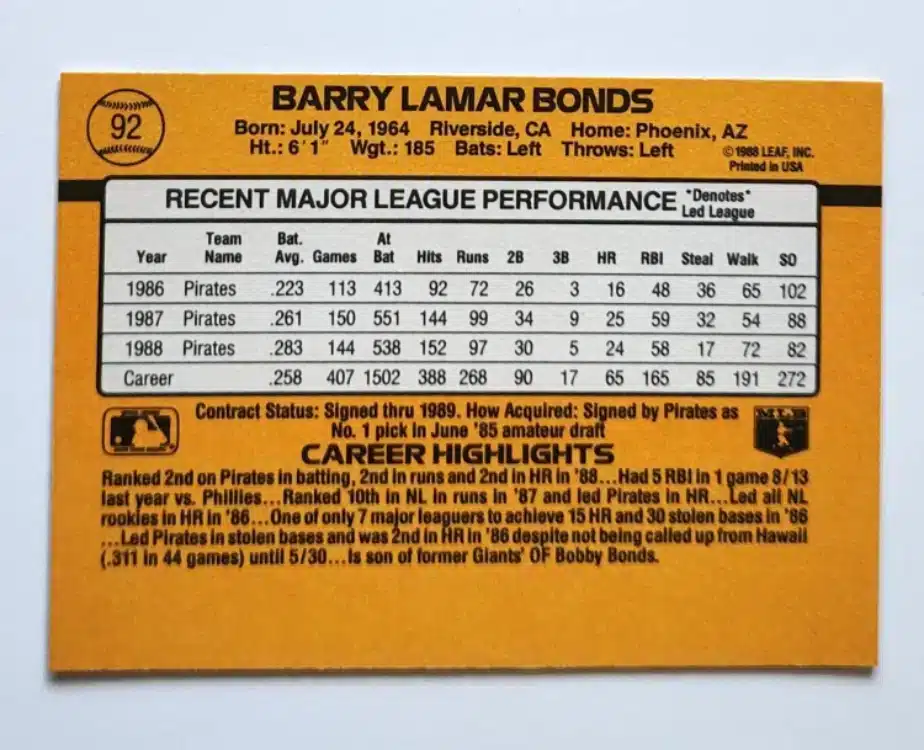 92
BARRY LAMAR BONDS
Born: July 24, 1964 Riverside, CA Home: Phoenix, AZ
Ht.: 6'1" Wgt.: 185 Bats: Left Throws: Left
©1988 LEAF, INC.
Printed in USA
RECENT MAJOR LEAGUE PERFORMANCE
*Denotes*
Led League
Year Team Name Bat. Avg. Games At Bat Hits Runs 2B 3B HR RBI Steal Walk SO
1986 Pirates .223 113 413 92 72 26 3 16 48 36 65 102
1987 Pirates .261 150 551 144 99 34 9 25 59 32 54 88
1988 Pirates .283 144 538 152 97 30 5 24 58 17 72 82
Career .258 407 1502 388 268 90 17 65 165 85 191 272
Contract Status: Signed thru 1989. How Acquired: Signed by Pirates as
No. 1 pick in June '85 amateur draft
MLB
CAREER HIGHLIGHTS
Ranked 2nd on Pirates in batting, 2nd in runs and 2nd in HR in '88...Had 5 RBI in 1 game 8/13
last year vs. Phillies...Ranked 10th in NL in runs in '87 and led Pirates in HR...Led all NL
rookies in HR in '86...One of only 7 major leaguers to achieve 15 HR and 30 stolen bases in '86
...Led Pirates in stolen bases and was 2nd in HR in '86 despite not being called up from Hawaii
(.311 in 44 games) until 5/30...Is son of former Giants' OF Bobby Bonds.